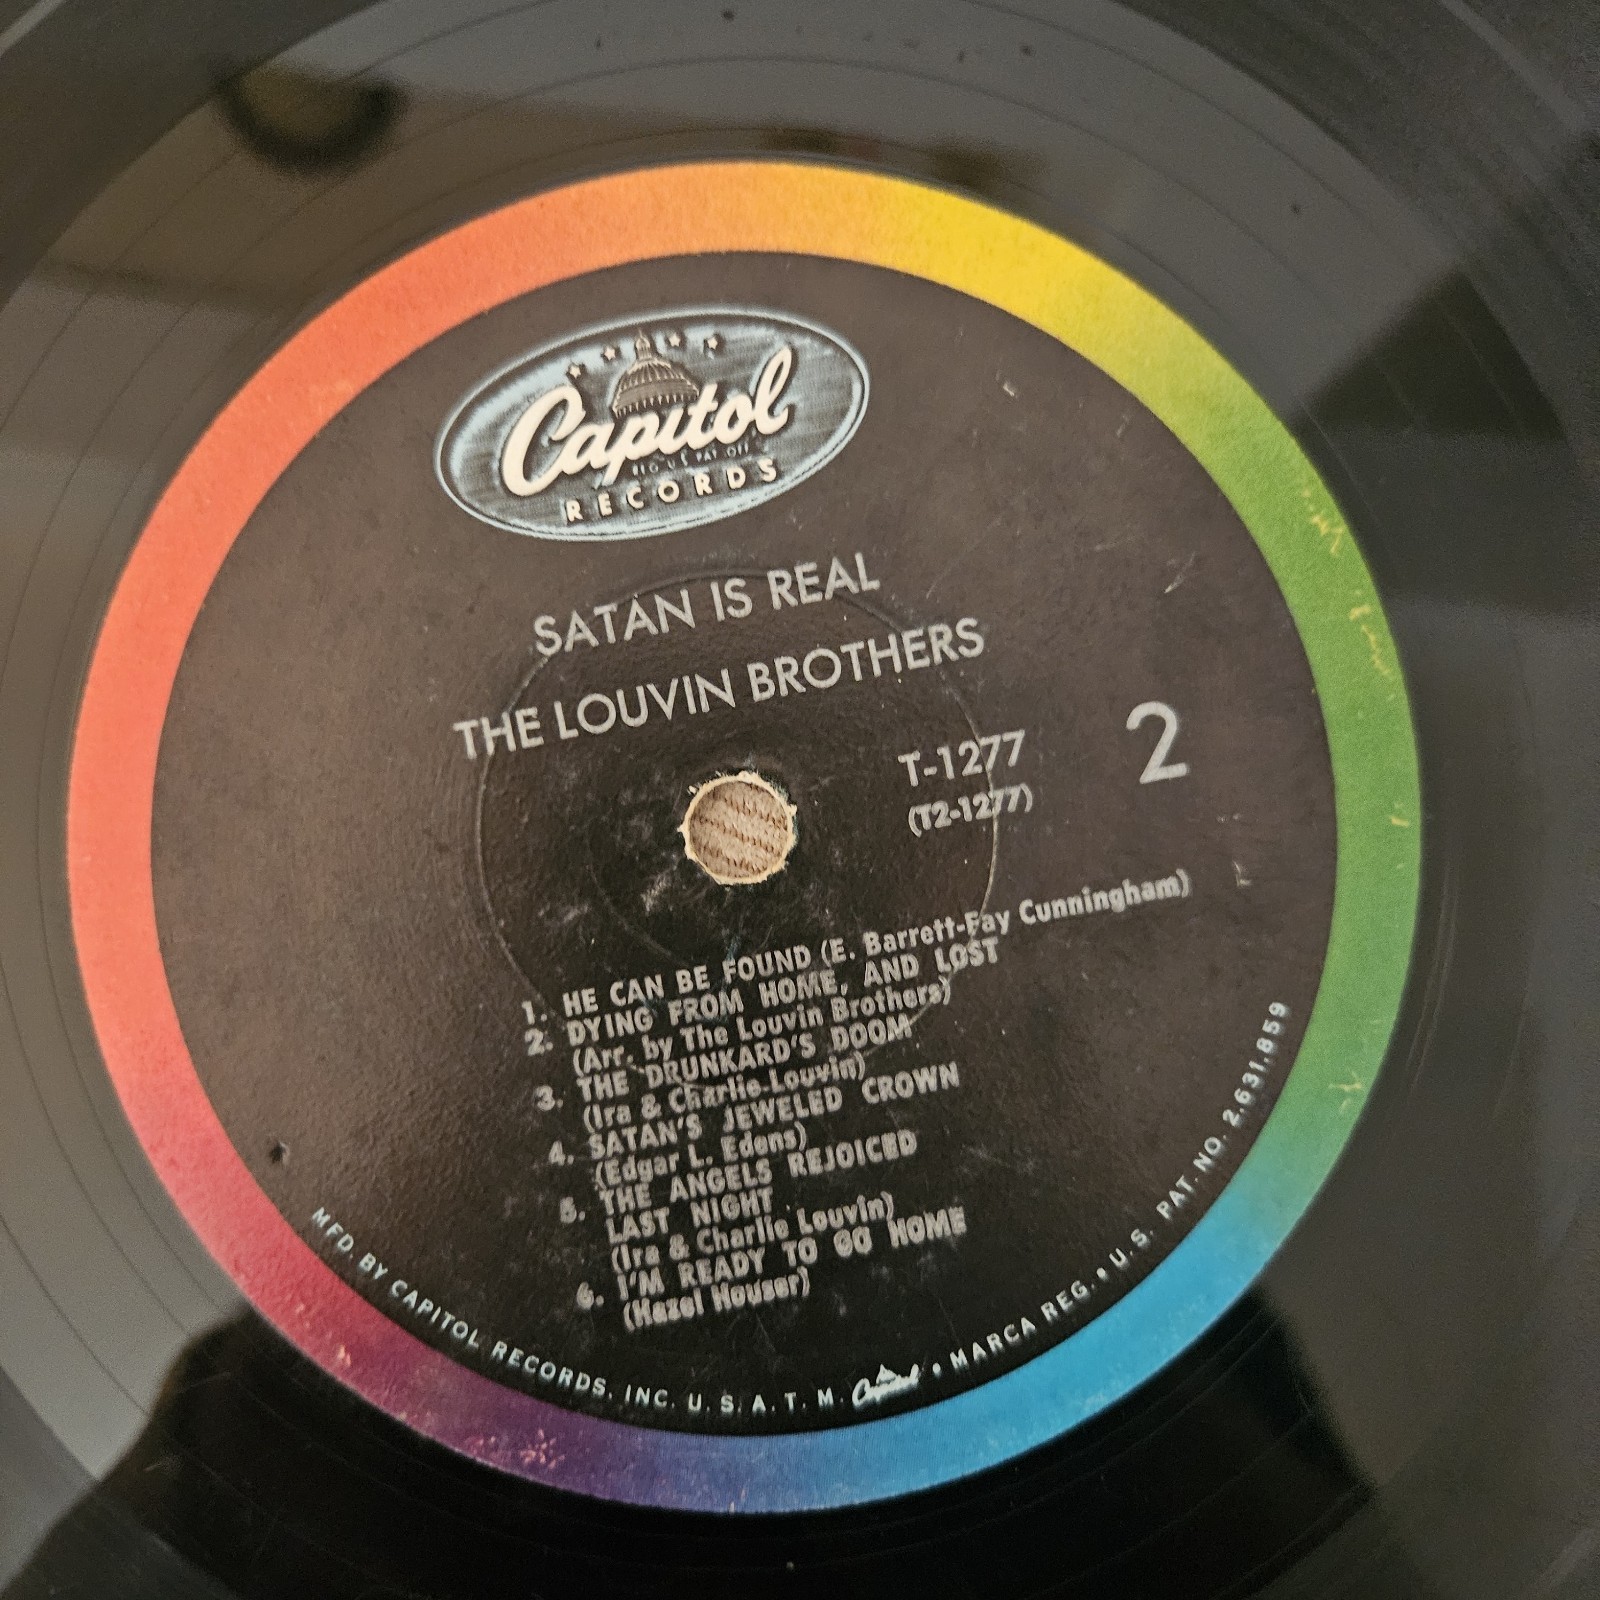 Capitol
REG. U.S. PAT. OFF.
RECORDS
SATAN IS REAL
THE LOUVIN BROTHERS
T-1277
(T2-1277)
2
1. HE CAN BE FOUND (E. Barrett-Fay Cunningham)
2. DYING FROM HOME, AND LOST
(Arr. by The Louvin Brothers)
3. THE DRUNKARD'S DOOM
(Ira & Charlie Louvin)
4. SATAN'S JEWELED CROWN
(Edgar L. Edens)
5. THE ANGELS REJOICED
LAST NIGHT
(Ira & Charlie Louvin)
6. I'M READY TO GO HOME
(Hazel Houser)
MFD. BY CAPITOL RECORDS, INC. U. S. A. T. M. Capitol • MARCA REG. • U. S. PAT. NO. 2,631,859